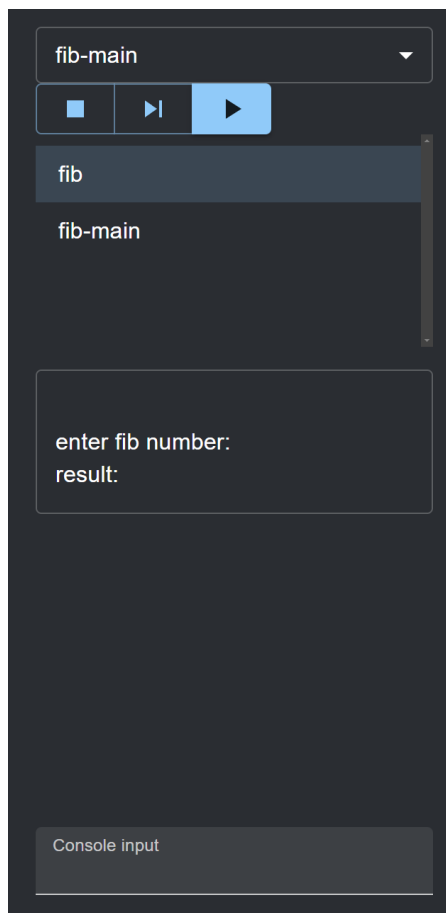 fib-main
fib
fib-main
enter fib number:
result:
Console input